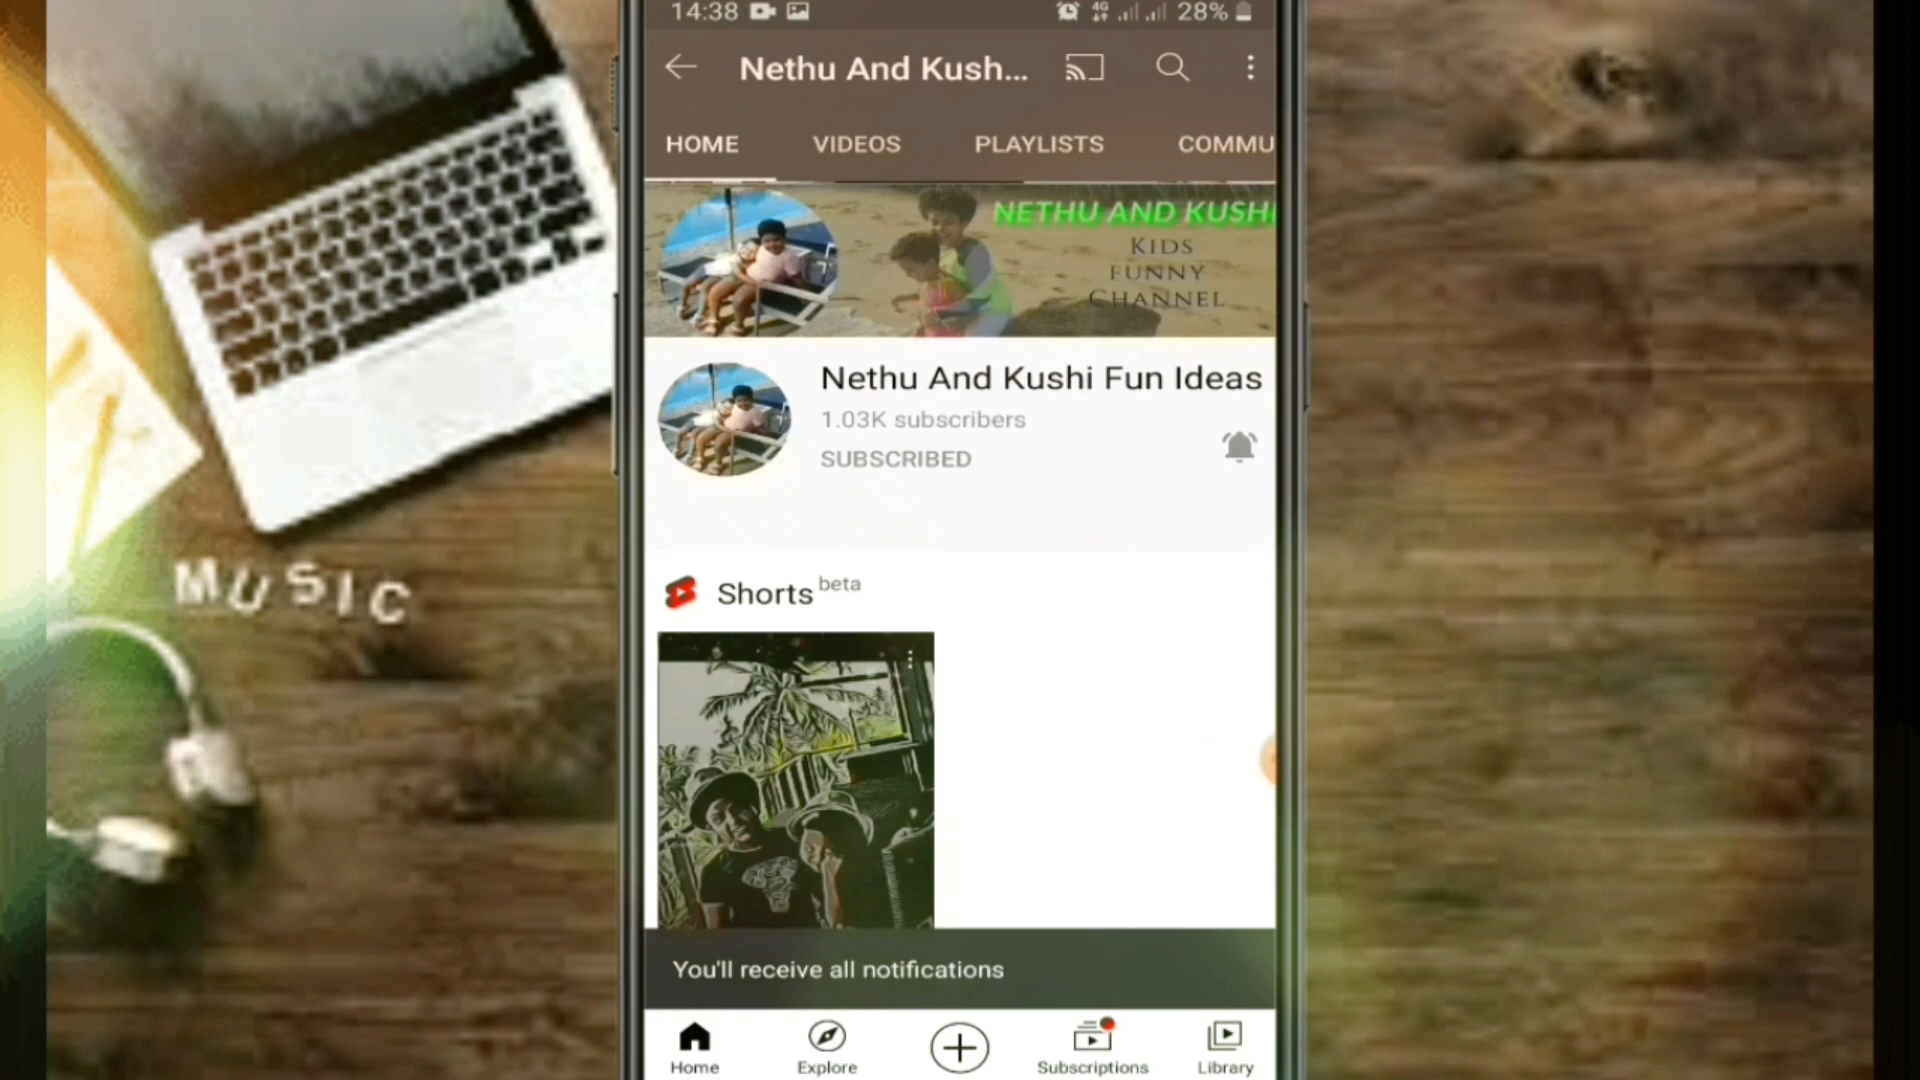 14:38 4G 28%
Nethu And Kush...
HOME VIDEOS PLAYLISTS COMMU
NETHU AND KUSHI
KIDS
FUNNY
CHANNEL
Nethu And Kushi Fun Ideas
1.03K subscribers
SUBSCRIBED
MUSIC
Shorts beta
You'll receive all notifications
Home Explore Subscriptions Library